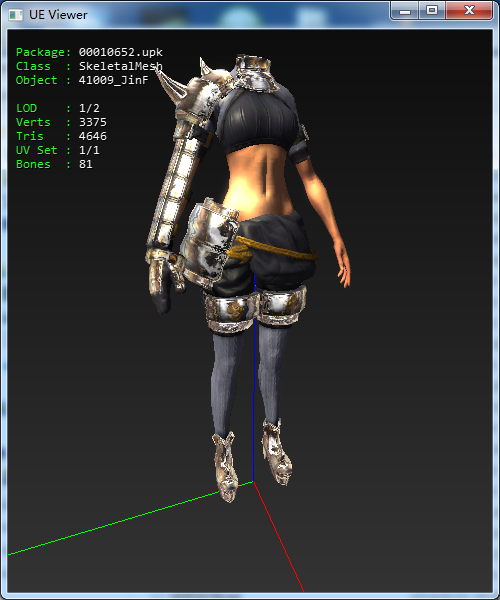 UE Viewer
Package: 00010652.upk
Class : SkeletalMesh
Object : 41009_JinF
LOD : 1/2
Verts : 3375
Tris : 4646
UV Set : 1/1
Bones : 81